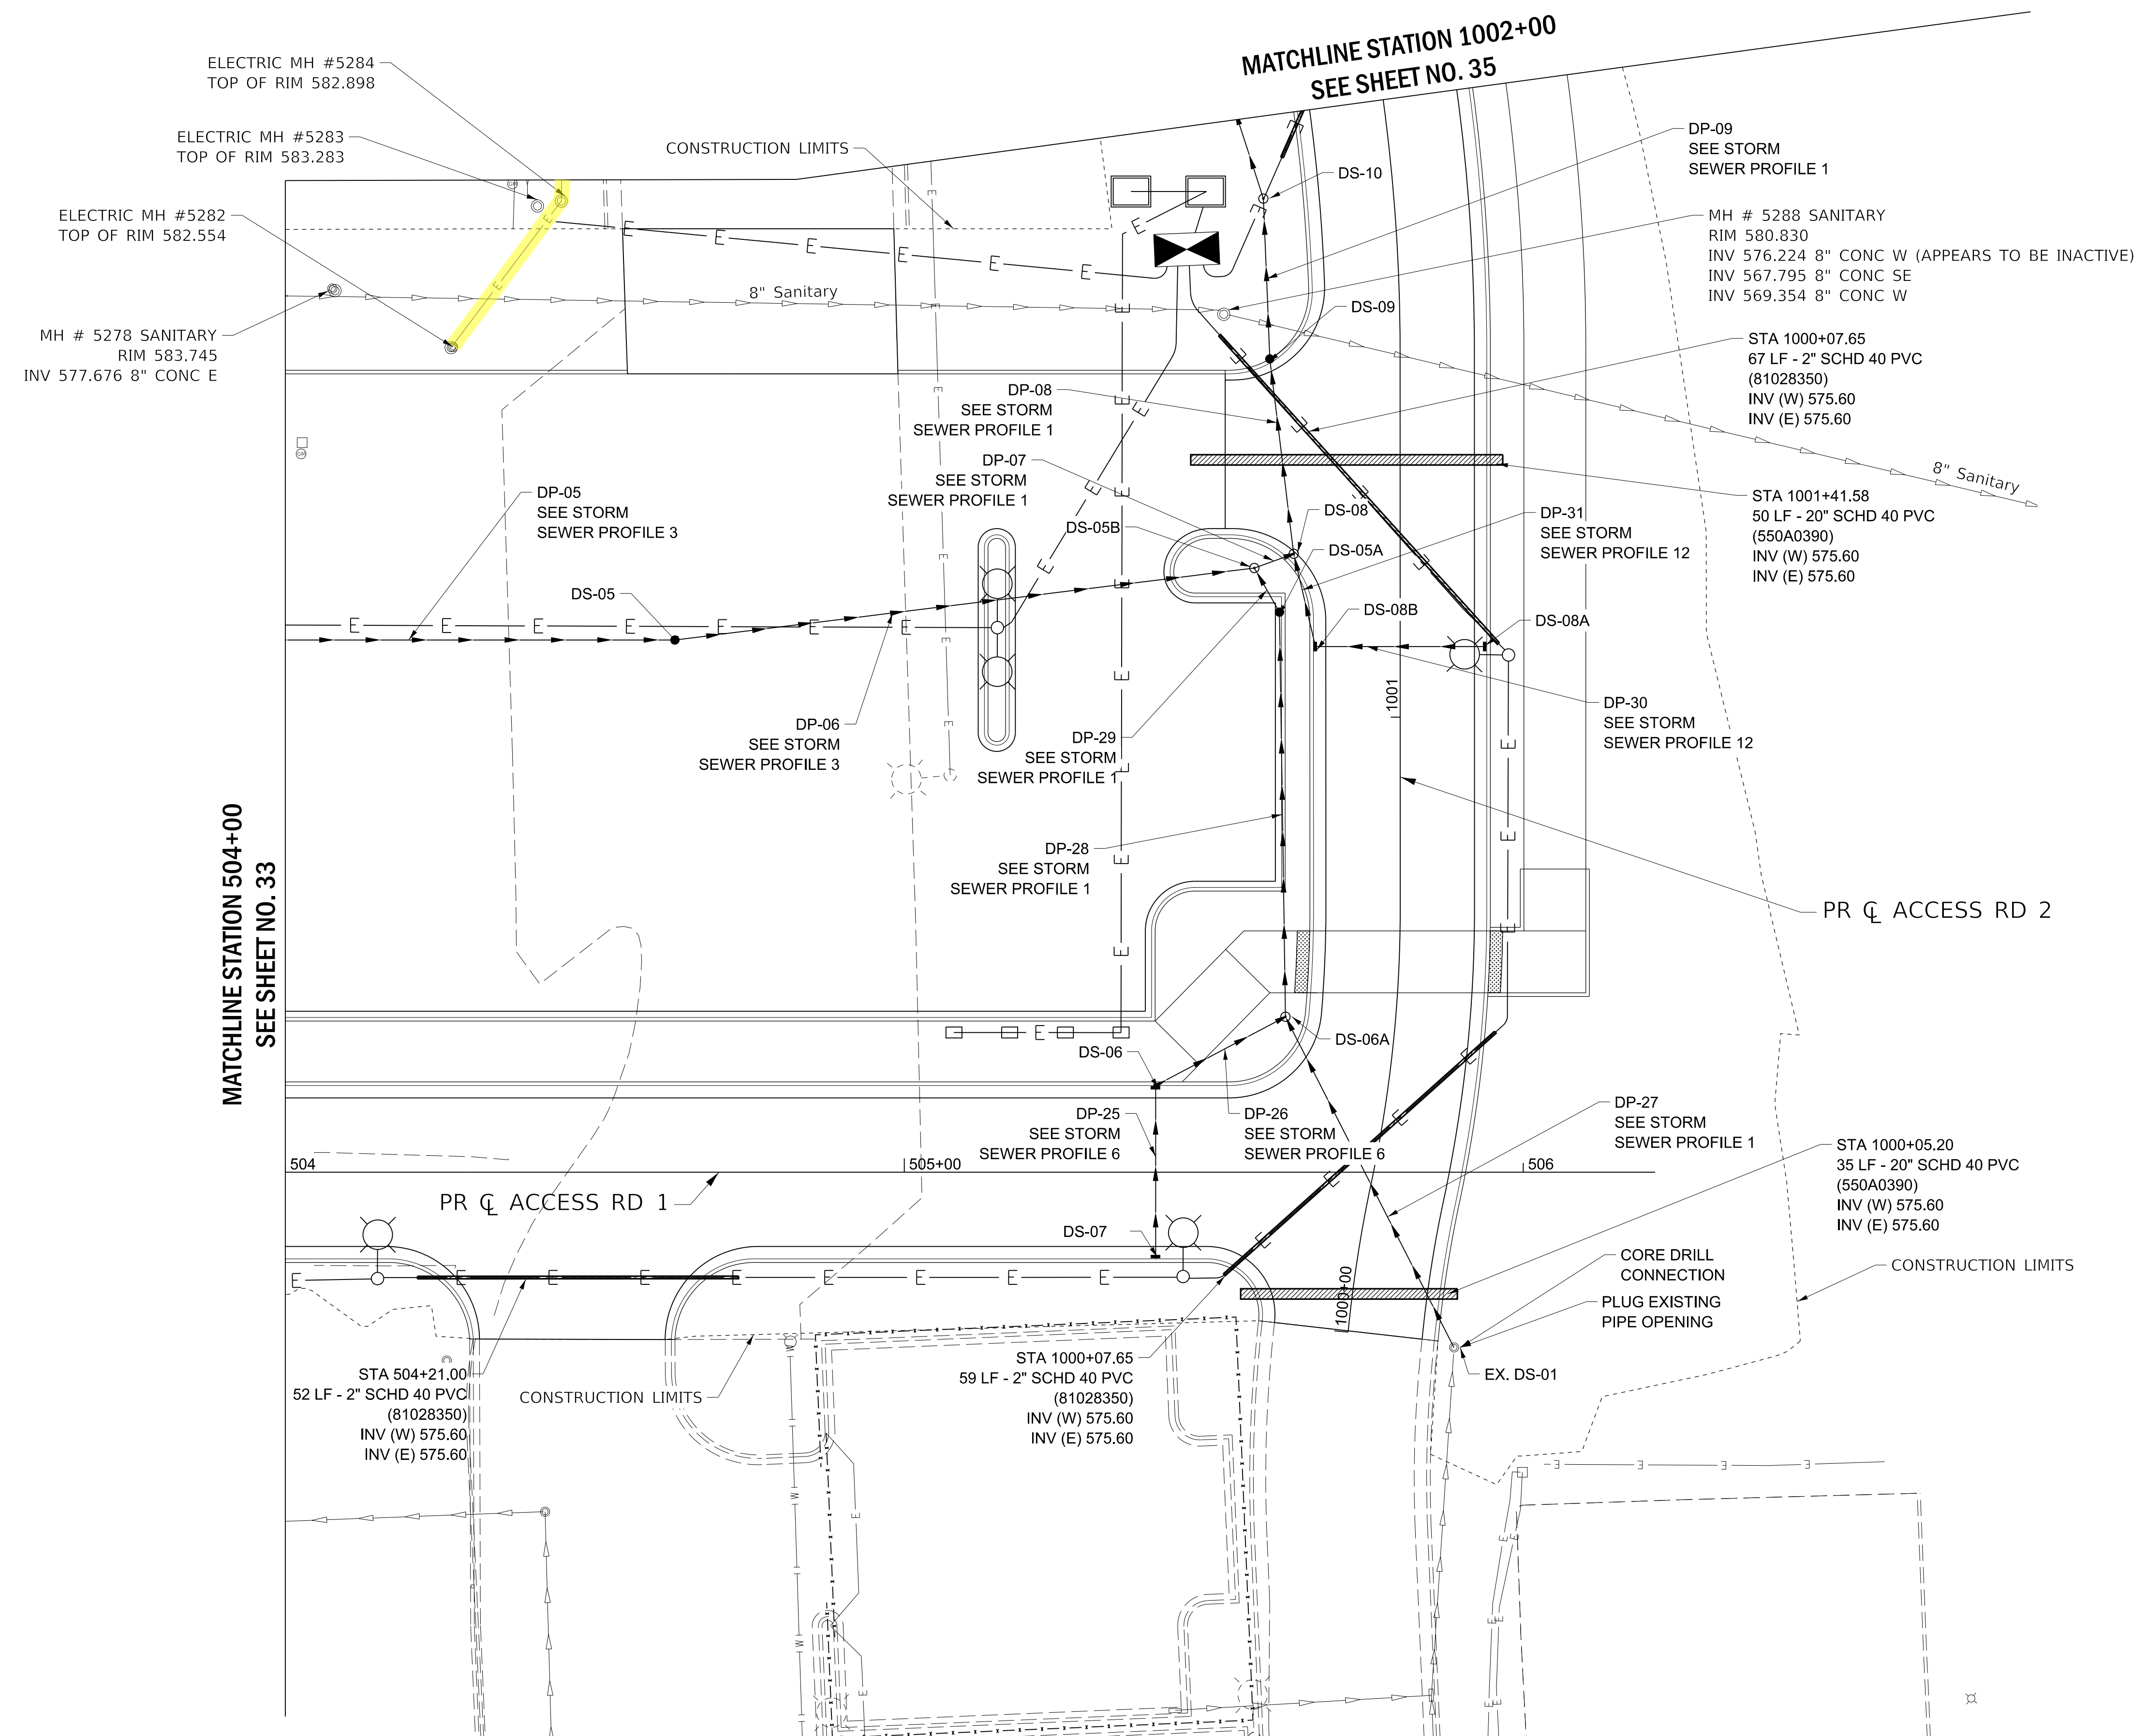 MATCHLINE STATION 1002+00
SEE SHEET NO. 35
ELECTRIC MH #5284
TOP OF RIM 582.898
ELECTRIC MH #5283
TOP OF RIM 583.283
CONSTRUCTION LIMITS
ELECTRIC MH #5282
TOP OF RIM 582.554
MH # 5278 SANITARY
RIM 583.745
INV 577.676 8" CONC E
8" Sanitary
DS-10
DP-09
SEE STORM
SEWER PROFILE 1
MH # 5288 SANITARY
RIM 580.830
INV 576.224 8" CONC W (APPEARS TO BE INACTIVE)
INV 567.795 8" CONC SE
INV 569.354 8" CONC W
DS-09
STA 1000+07.65
67 LF - 2" SCHD 40 PVC
(81028350)
INV (W) 575.60
INV (E) 575.60
DP-08
SEE STORM
SEWER PROFILE 1
DP-07
SEE STORM
SEWER PROFILE 1
8" Sanitary
STA 1001+41.58
50 LF - 20" SCHD 40 PVC
(550A0390)
INV (W) 575.60
INV (E) 575.60
DP-05
SEE STORM
SEWER PROFILE 3
DS-05B
DS-08
DP-31
SEE STORM
SEWER PROFILE 12
DS-05A
DS-05
DS-08B
DS-08A
DP-06
SEE STORM
SEWER PROFILE 3
DP-29
SEE STORM
SEWER PROFILE 1
1001
DP-30
SEE STORM
SEWER PROFILE 12
DP-28
SEE STORM
SEWER PROFILE 1
MATCHLINE STATION 504+00
SEE SHEET NO. 33
PR ℄ ACCESS RD 2
DS-06
DS-06A
DP-25
SEE STORM
SEWER PROFILE 6
DP-26
SEE STORM
SEWER PROFILE 6
DP-27
SEE STORM
SEWER PROFILE 1
504
505+00
506
STA 1000+05.20
35 LF - 20" SCHD 40 PVC
(550A0390)
INV (W) 575.60
INV (E) 575.60
PR ℄ ACCESS RD 1
DS-07
CORE DRILL
CONNECTION
CONSTRUCTION LIMITS
1000+00
PLUG EXISTING
PIPE OPENING
STA 504+21.00
52 LF - 2" SCHD 40 PVC
(81028350)
INV (W) 575.60
INV (E) 575.60
CONSTRUCTION LIMITS
STA 1000+07.65
59 LF - 2" SCHD 40 PVC
(81028350)
INV (W) 575.60
INV (E) 575.60
EX. DS-01